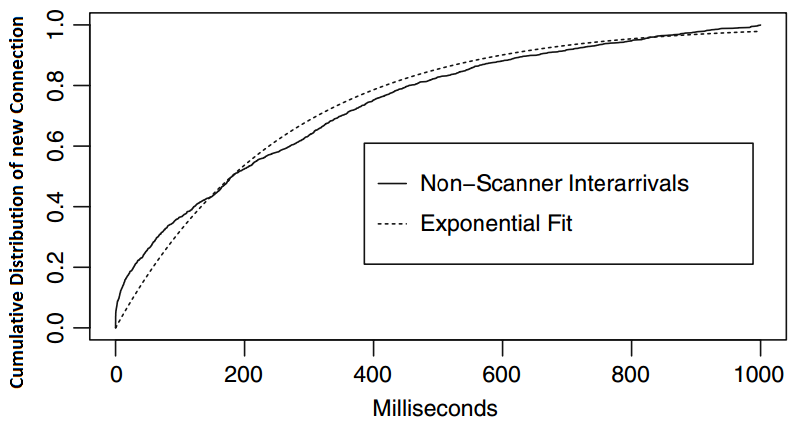 Cumulative Distribution of new Connection
1.0
0.8
0.6
0.4
0.2
0.0
Non−Scanner Interarrivals
Exponential Fit
0 200 400 600 800 1000
Milliseconds